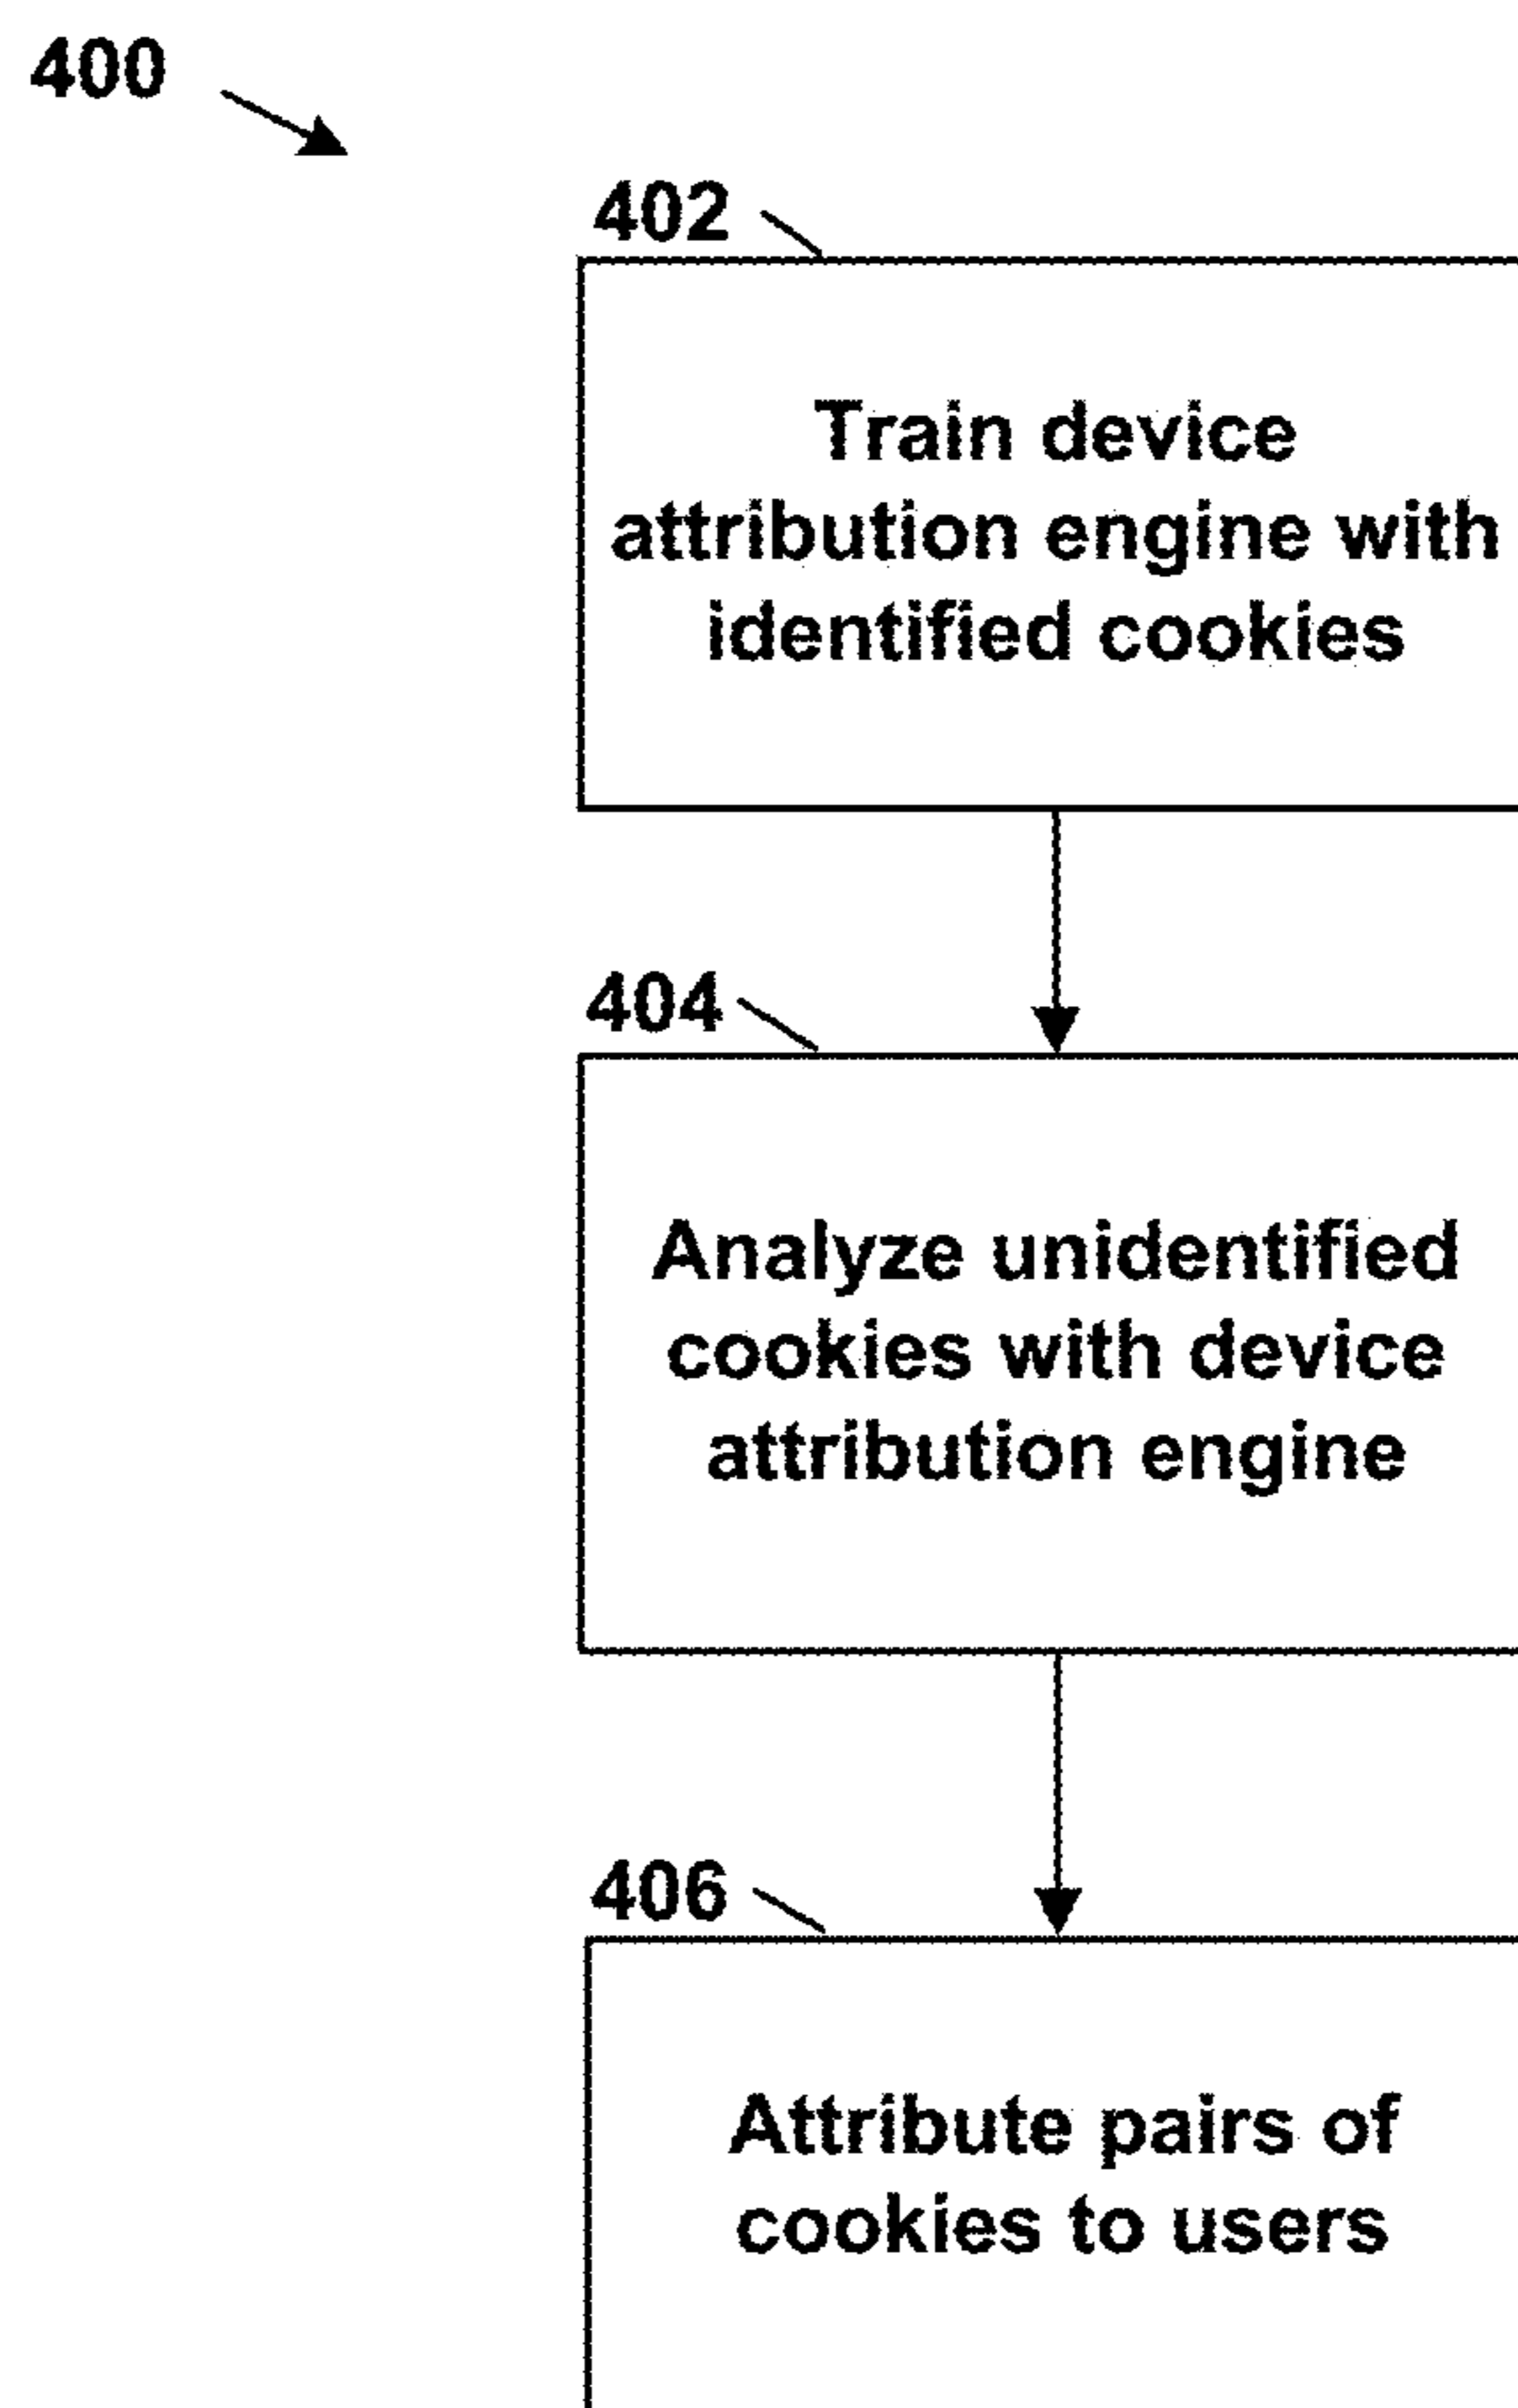 400
402
Train device
attribution engine with
identified cookies
404
Analyze unidentified
cookies with device
attribution engine
406
Attribute pairs of
cookies to users